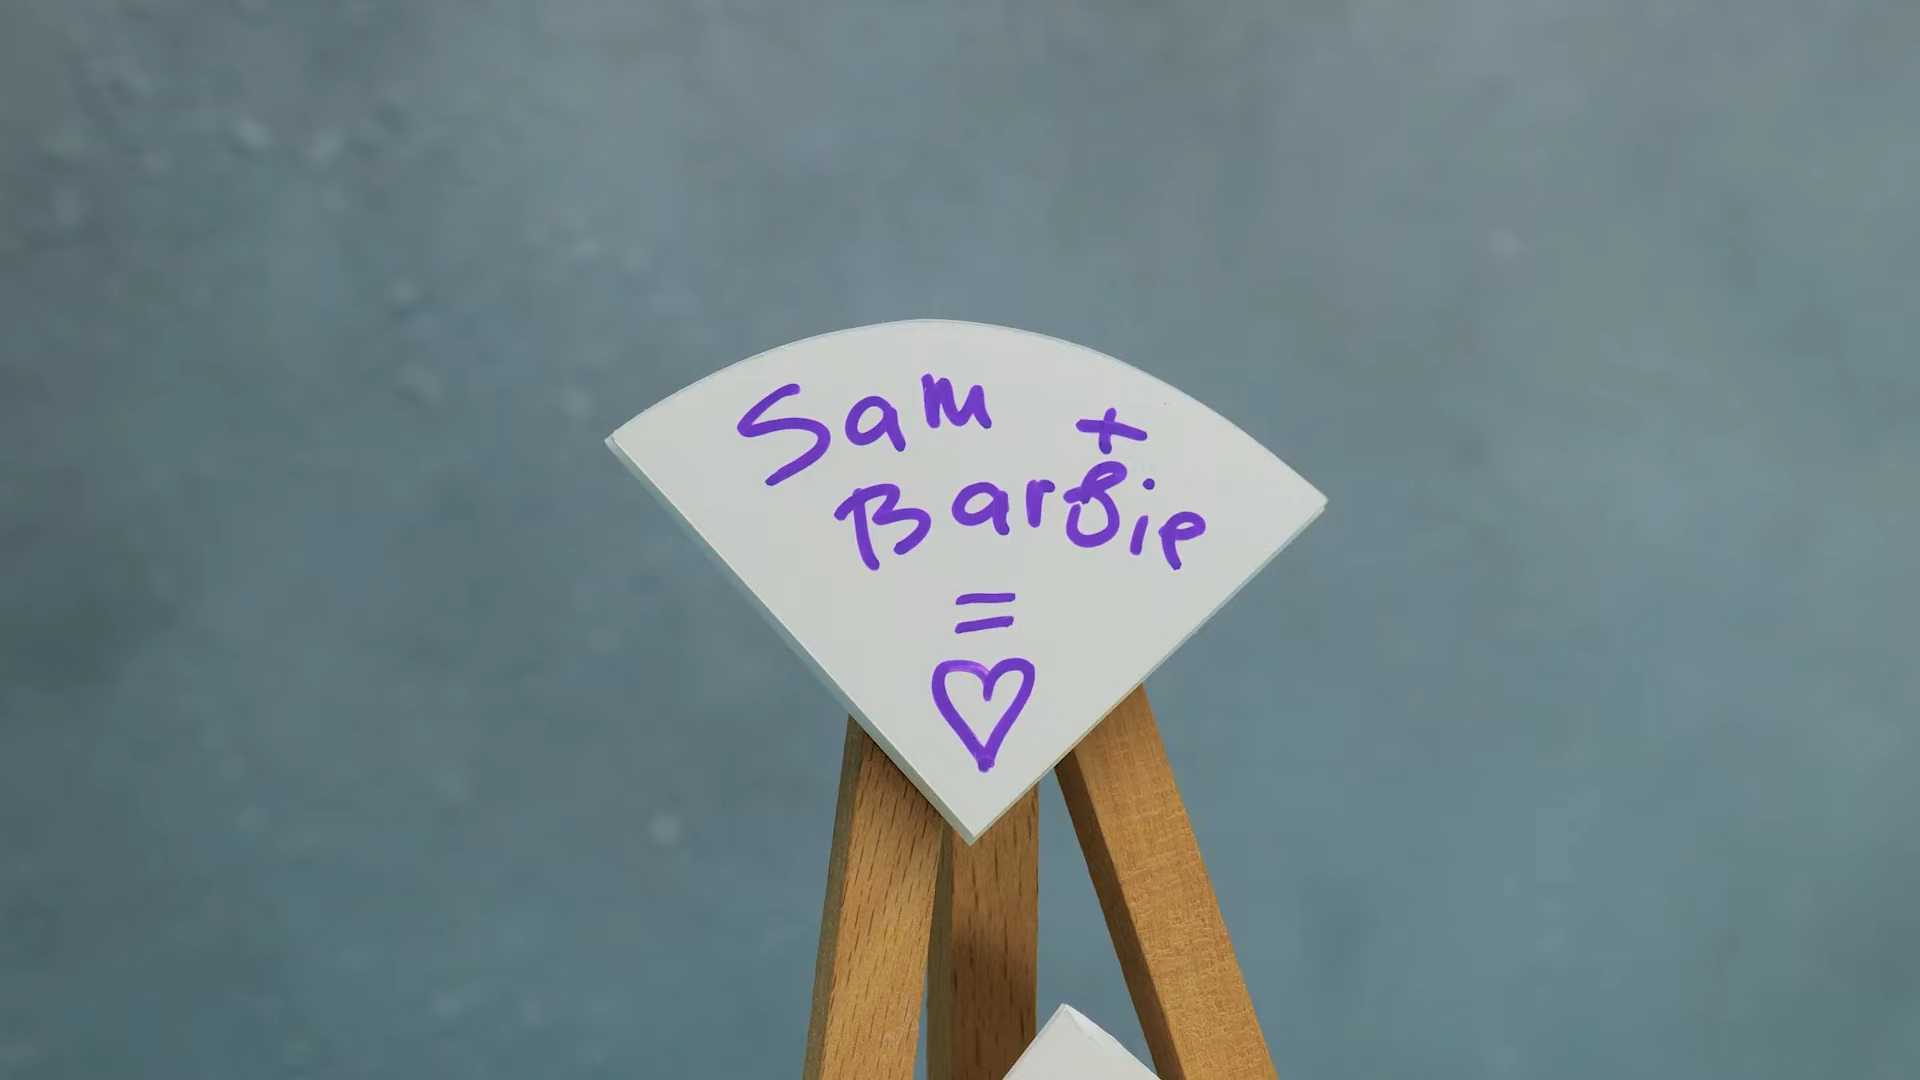 Sam +
Barbie
=
♡